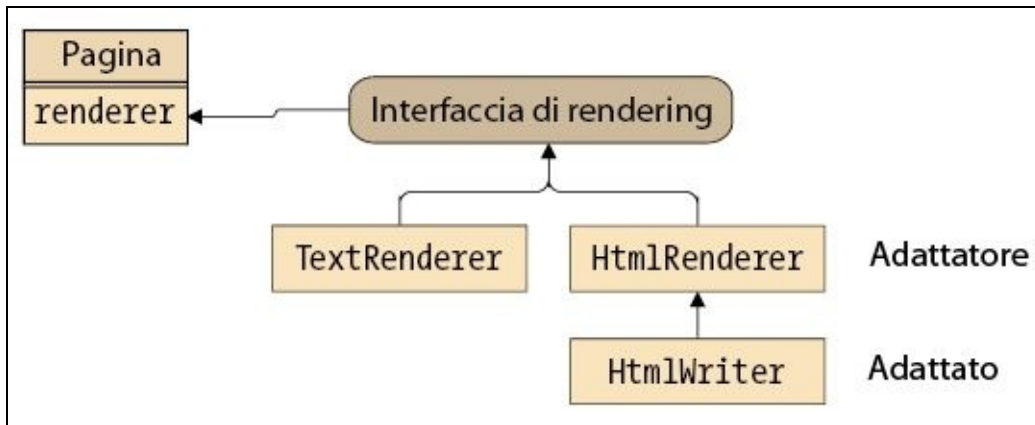 Pagina
renderer
Interfaccia di rendering
TextRenderer
HtmlRenderer
Adattatore
HtmlWriter
Adattato